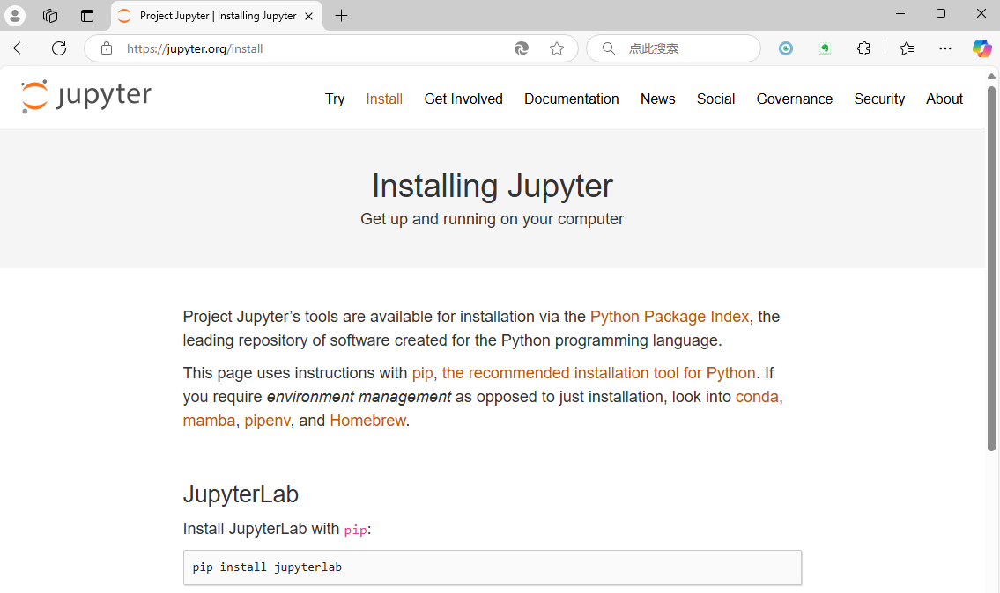 Project Jupyter | Installing Jupyter
https://jupyter.org/install
点此搜索
jupyter
Try Install Get Involved Documentation News Social Governance Security About
Installing Jupyter
Get up and running on your computer
Project Jupyter’s tools are available for installation via the Python Package Index, the
leading repository of software created for the Python programming language.
This page uses instructions with pip, the recommended installation tool for Python. If
you require environment management as opposed to just installation, look into conda,
mamba, pipenv, and Homebrew.
JupyterLab
Install JupyterLab with pip:
pip install jupyterlab